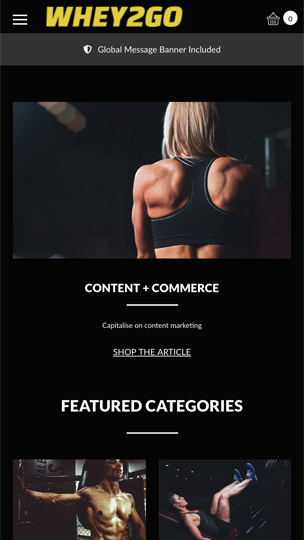 WHEY2GO
0
Global Message Banner Included
CONTENT + COMMERCE
Capitalise on content marketing
SHOP THE ARTICLE
FEATURED CATEGORIES